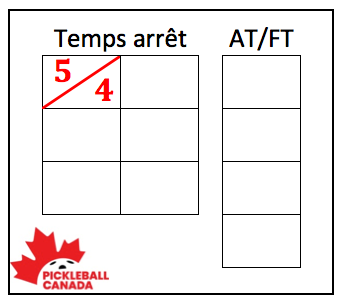 Temps arrêt AT/FT
5
4
PICKLEBALL
CANADA